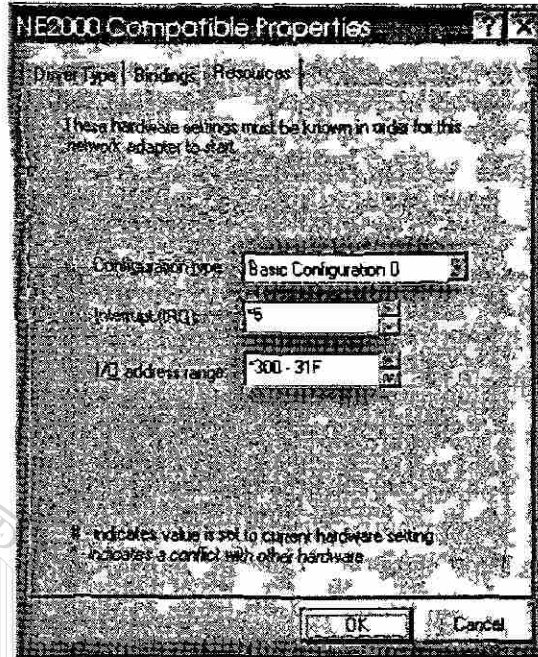 NE2000 Compatible Properties
Driver Type Bindings Resources
These hardware settings must be known in order for this
network adapter to start.
Configuration type: Basic Configuration 0
Interrupt (IRQ): *5
I/O address range: *300 - 31F
# - indicates value is set to current hardware setting
indicates a conflict with other hardware
OK Cancel